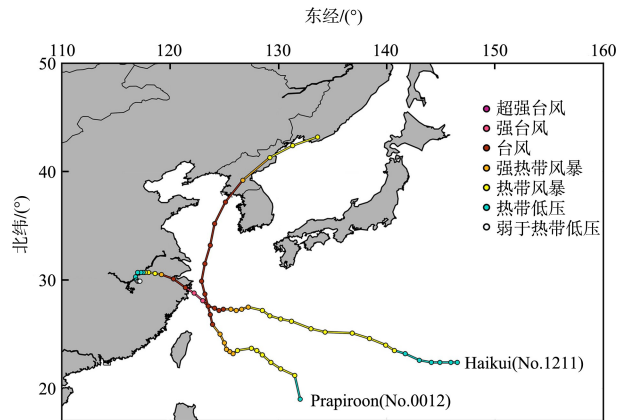 东经/(°)
110 120 130 140 150 160
50
40
30
20
北纬/(°)
超强台风
强台风
台风
强热带风暴
热带风暴
热带低压
弱于热带低压
Haikui(No.1211)
Prapiroon(No.0012)